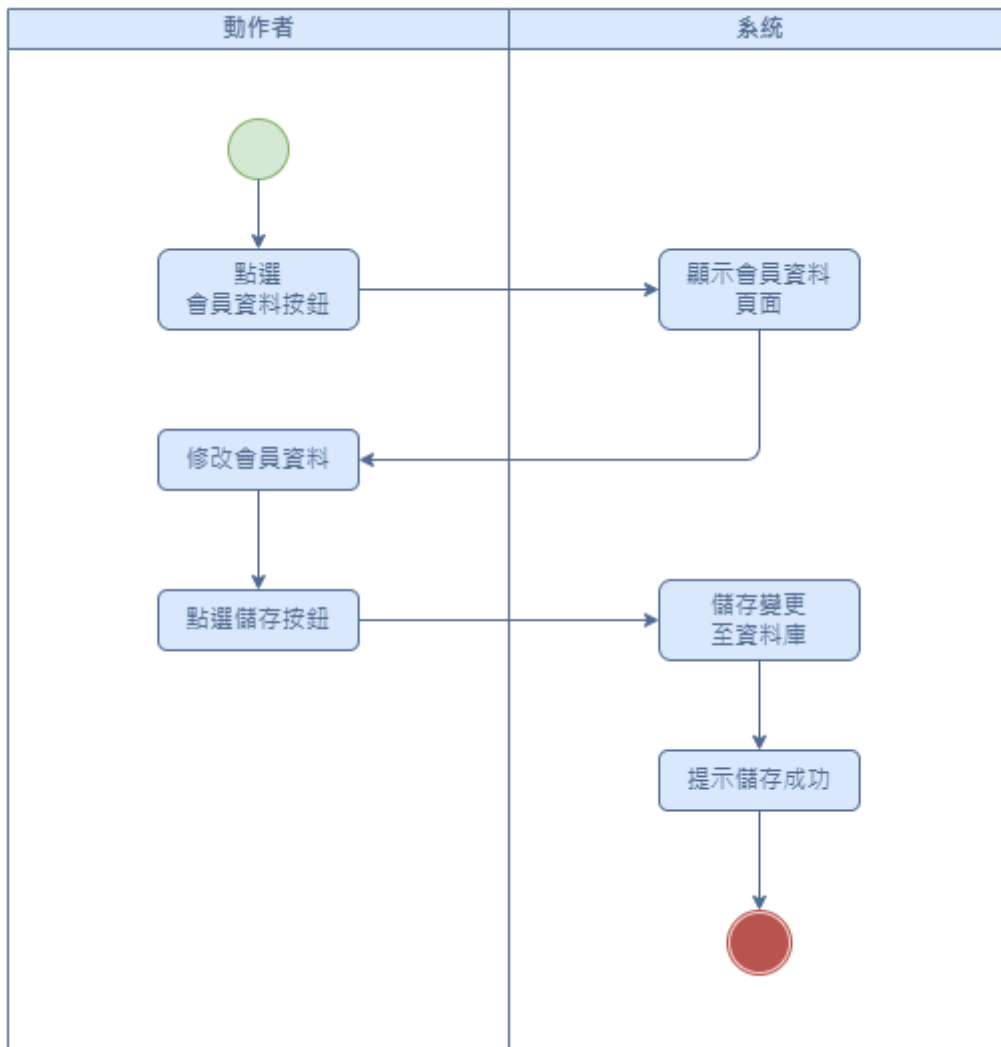 動作者
系統
點選
會員資料按鈕
顯示會員資料
頁面
修改會員資料
點選儲存按鈕
儲存變更
至資料庫
提示儲存成功